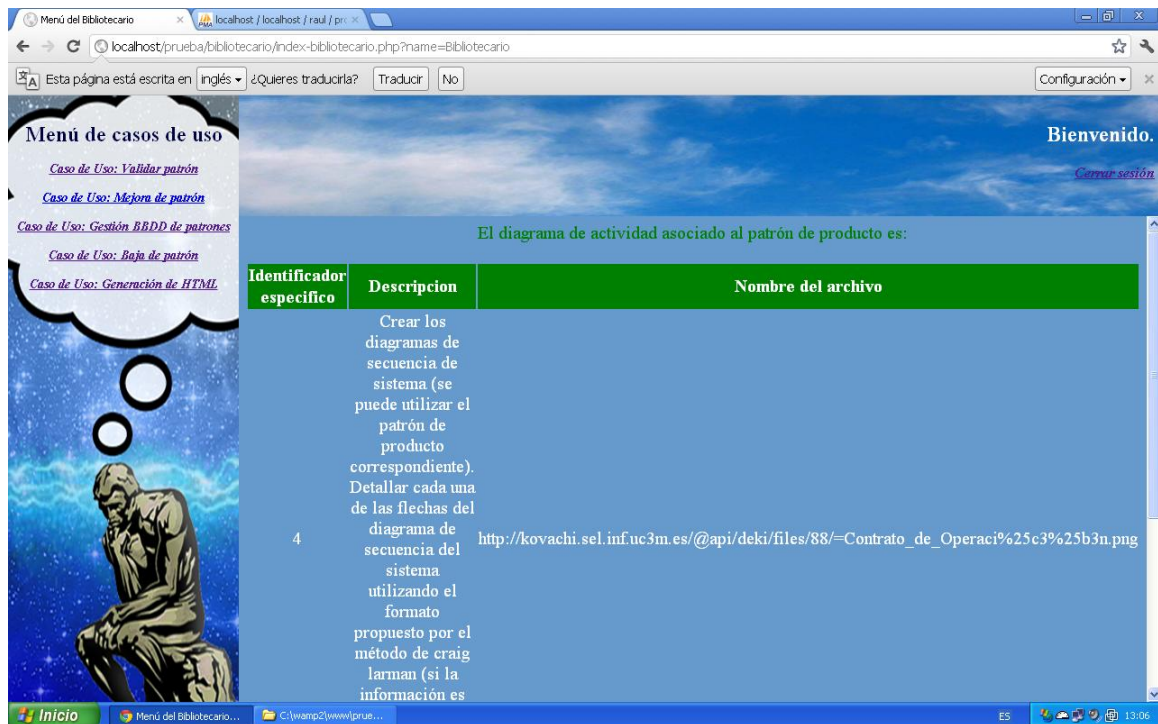 Menú del Bibliotecario
localhost / localhost / raul / pro
localhost/prueba/bibliotecario/index-bibliotecario.php?name=Bibliotecario
Esta página está escrita en inglés ¿Quieres traducirla? Traducir No Configuración
Menú de casos de uso
Caso de Uso: Validar patrón
Caso de Uso: Mejora de patrón
Caso de Uso: Gestión BBDD de patrones
Caso de Uso: Baja de patrón
Caso de Uso: Generación de HTML
Bienvenido.
Cerrar sesión
El diagrama de actividad asociado al patrón de producto es:
Identificador
especifico
Descripcion
Nombre del archivo
4
Crear los
diagramas de
secuencia de
sistema (se
puede utilizar el
patrón de
producto
correspondiente).
Detallar cada una
de las flechas del
diagrama de
secuencia del
sistema
utilizando el
formato
propuesto por el
método de craig
larman (si la
información es
http://kovachi.sel.inf.uc3m.es/@api/deki/files/88/=Contrato_de_Operaci%25c3%25b3n.png
Inicio
Menú del Bibliotecario...
C:\wamp2\www\prue...
ES
13:06